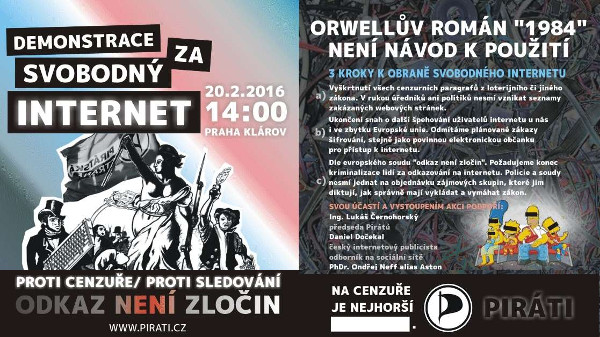 DEMONSTRACE
ZA
SVOBODNÝ
INTERNET
20.2.2016
14:00
PRAHA KLÁROV
PROTI CENZUŘE/ PROTI SLEDOVÁNÍ
ODKAZ NENÍ ZLOČIN
WWW.PIRATI.CZ
ORWELLŮV ROMÁN "1984"
NENÍ NÁVOD K POUŽITÍ
3 KROKY K OBRANĚ SVOBODNÉHO INTERNETU
a) Vyškrtnutí všech cenzurních paragrafů z loterijního či jiného
zákona. V rukou úředníků ani politiků nesmí vznikat seznamy
zakázaných webových stránek.
b) Ukončení snah o další špehování uživatelů internetu u nás
i ve zbytku Evropské unie. Odmítáme plánované zákazy
šifrování, stejně jako povinnou elektronickou občanku
pro přístup k internetu.
c) Dle evropského soudu "odkaz není zločin". Požadujeme konec
kriminalizace lidí za odkazování na internetu. Policie a soudy
nesmí jednat na objednávku zájmových skupin, které jim
diktují, jak správně mají vykládat a vymáhat zákon.
SVOU ÚČASTÍ A VYSTOUPENÍM AKCI PODPOŘÍ:
Ing. Lukáš Černohorský
předseda Pirátů
Daniel Dočekal
český internetový publicista
odborník na sociální sítě
PhDr. Ondřej Neff alias Aston
NA CENZUŘE
JE NEJHORŠÍ
.
PIRÁTI